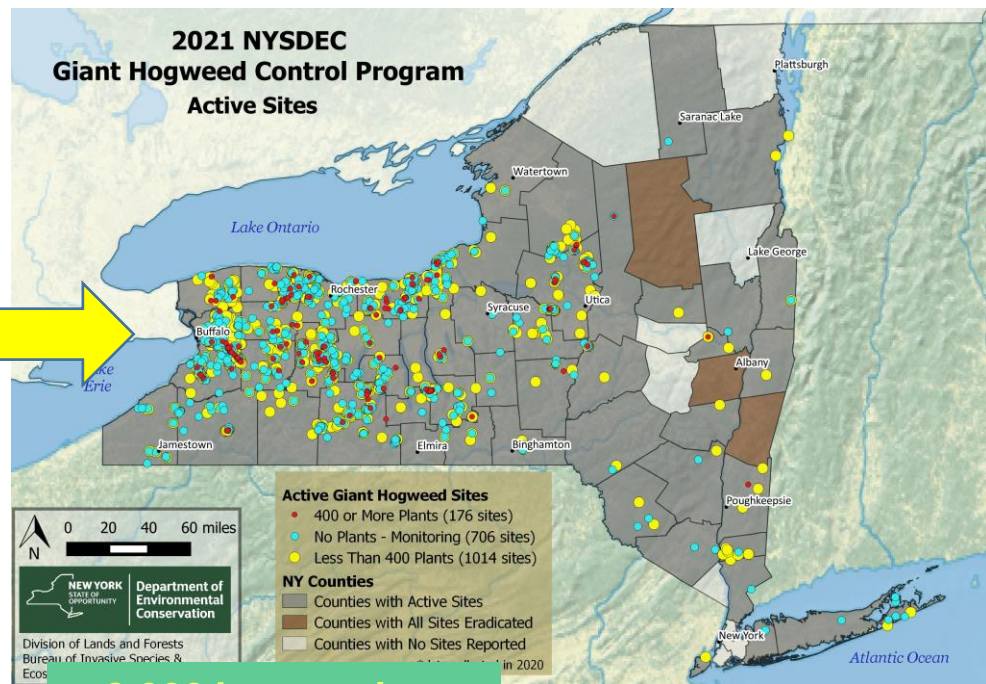 2021 NYSDEC
Giant Hogweed Control Program
Active Sites
Plattsburgh
Saranac Lake
Watertown
Lake Ontario
Lake George
Rochester
Syracuse
Utica
Buffalo
Albany
Erie
Jamestown
Elmira
Binghamton
Poughkeepsie
New York
Atlantic Ocean
Active Giant Hogweed Sites
400 or More Plants (176 sites)
No Plants - Monitoring (706 sites)
Less Than 400 Plants (1014 sites)
NY Counties
Counties with Active Sites
Counties with All Sites Eradicated
Counties with No Sites Reported
in 2020
0 20 40 60 miles
N
NEW YORK
STATE OF
OPPORTUNITY
Department of
Environmental
Conservation
Division of Lands and Forests
Bureau of Invasive Species &